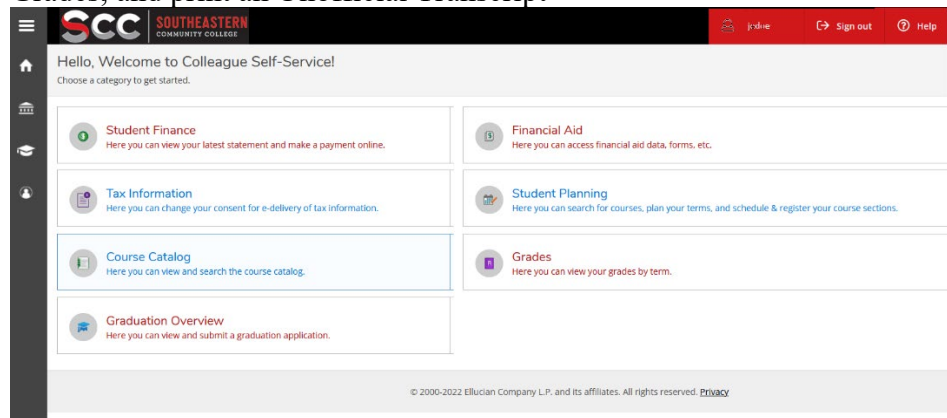 SCC SOUTHEASTERN
COMMUNITY COLLEGE
Sign out
Help
Hello, Welcome to Colleague Self-Service!
Choose a category to get started.
Student Finance
Here you can view your latest statement and make a payment online.
Financial Aid
Here you can access financial aid data, forms, etc.
Tax Information
Here you can change your consent for e-delivery of tax information.
Student Planning
Here you can search for courses, plan your terms, and schedule & register your course sections.
Course Catalog
Here you can view and search the course catalog.
Grades
Here you can view your grades by term.
Graduation Overview
Here you can view and submit a graduation application.
© 2000-2022 Ellucian Company L.P. and its affiliates. All rights reserved. Privacy